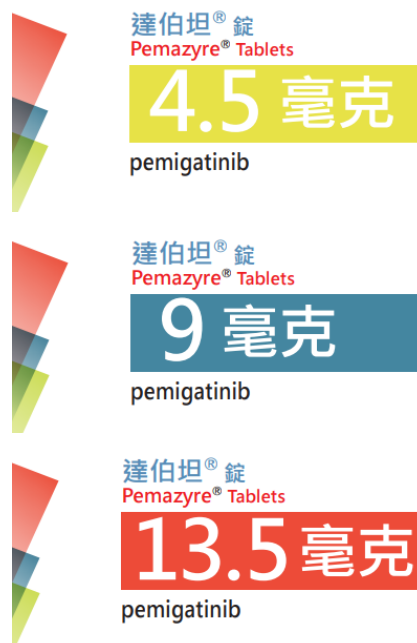 達伯坦® 錠
Pemazyre® Tablets
4.5 毫克
pemigatinib
達伯坦® 錠
Pemazyre® Tablets
9 毫克
pemigatinib
達伯坦® 錠
Pemazyre® Tablets
13.5 毫克
pemigatinib